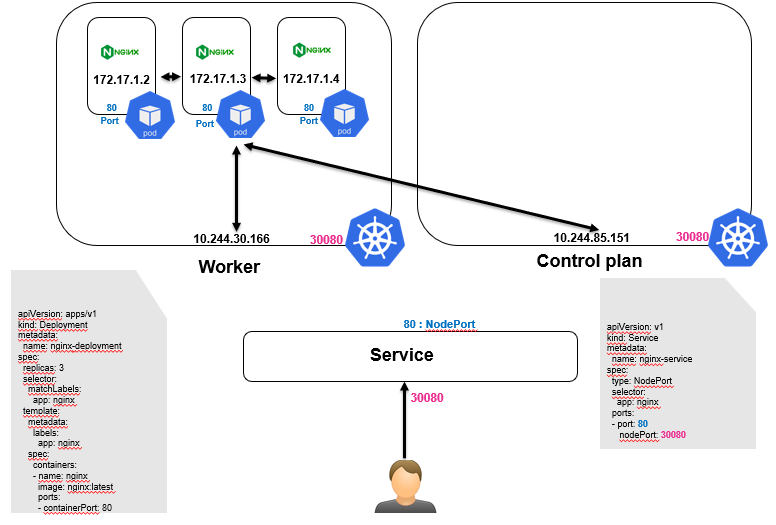 NGINX
NGINX
NGINX
172.17.1.2
172.17.1.3
172.17.1.4
80
Port
80
Port
80
Port
pod
pod
pod
10.244.30.166
30080
10.244.85.151
30080
Worker
Control plan
apiVersion: apps/v1
kind: Deployment
metadata:
name: nginx-deployment
spec:
replicas: 3
selector:
matchLabels:
app: nginx
template:
metadata:
labels:
app: nginx
spec:
containers:
- name: nginx
image: nginx:latest
ports:
- containerPort: 80
80 : NodePort
Service
30080
apiVersion: v1
kind: Service
metadata:
name: nginx-service
spec:
type: NodePort
selector:
app: nginx
ports:
- port: 80
nodePort: 30080